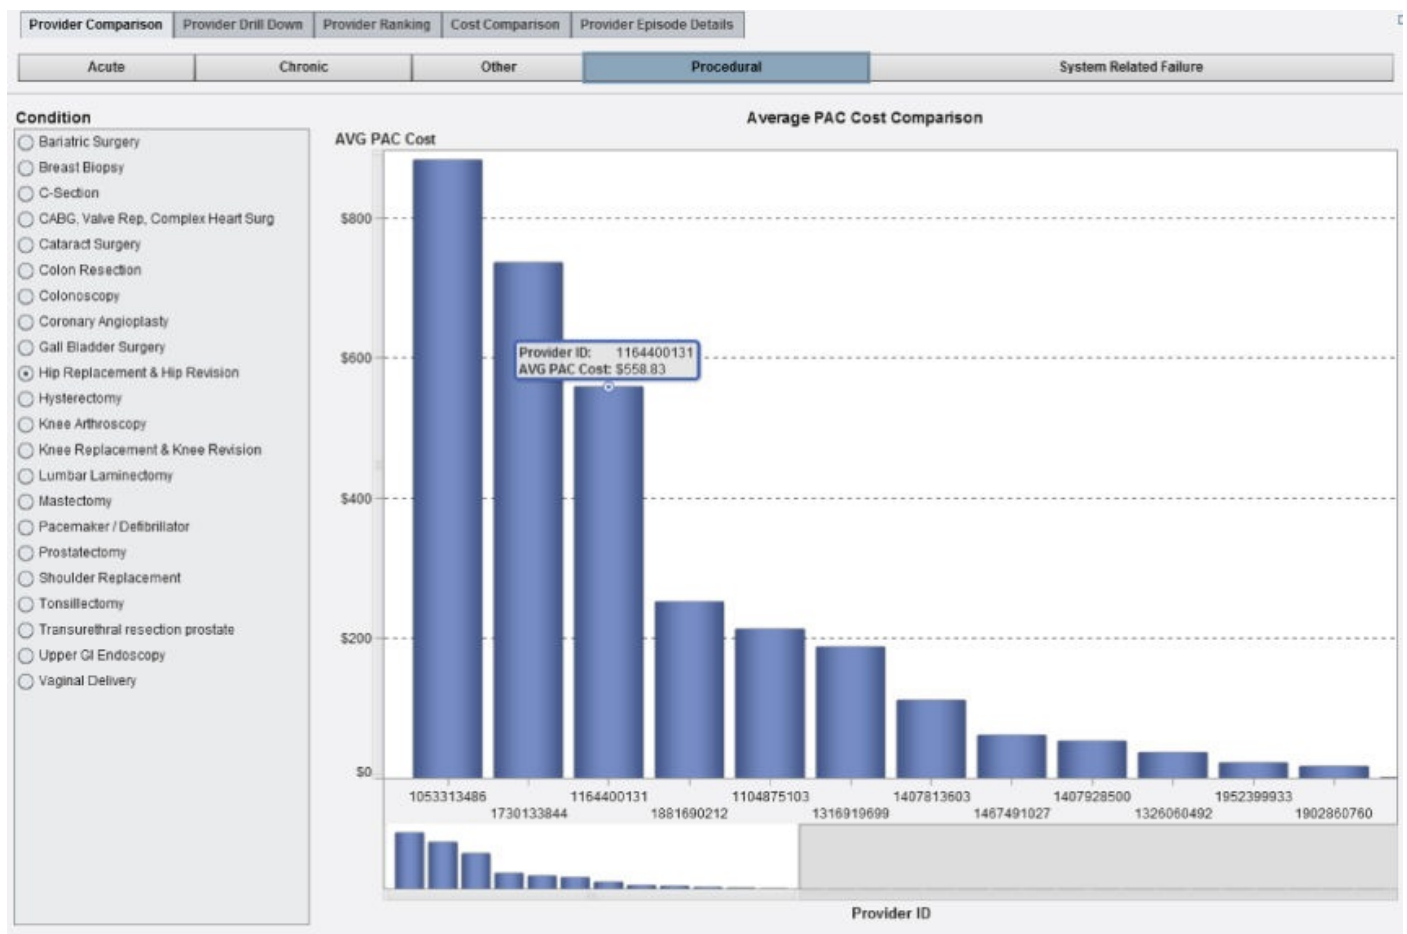 Provider Comparison Provider Drill Down Provider Ranking Cost Comparison Provider Episode Details
Acute Chronic Other Procedural System Related Failure
Condition
Bariatric Surgery
Breast Biopsy
C-Section
CABG, Valve Rep, Complex Heart Surg
Cataract Surgery
Colon Resection
Colonoscopy
Coronary Angioplasty
Gall Bladder Surgery
Hip Replacement & Hip Revision
Hysterectomy
Knee Arthroscopy
Knee Replacement & Knee Revision
Lumbar Laminectomy
Mastectomy
Pacemaker / Defibrillator
Prostatectomy
Shoulder Replacement
Tonsillectomy
Transurethral resection prostate
Upper GI Endoscopy
Vaginal Delivery
Average PAC Cost Comparison
AVG PAC Cost
$800
$600
$400
$200
$0
Provider ID: 1164400131
AVG PAC Cost: $558.83
1053313486 1164400131 1104875103 1407813603 1407928500 1952399933
1730133844 1881690212 1316919699 1467491027 1326060492 1902860760
Provider ID